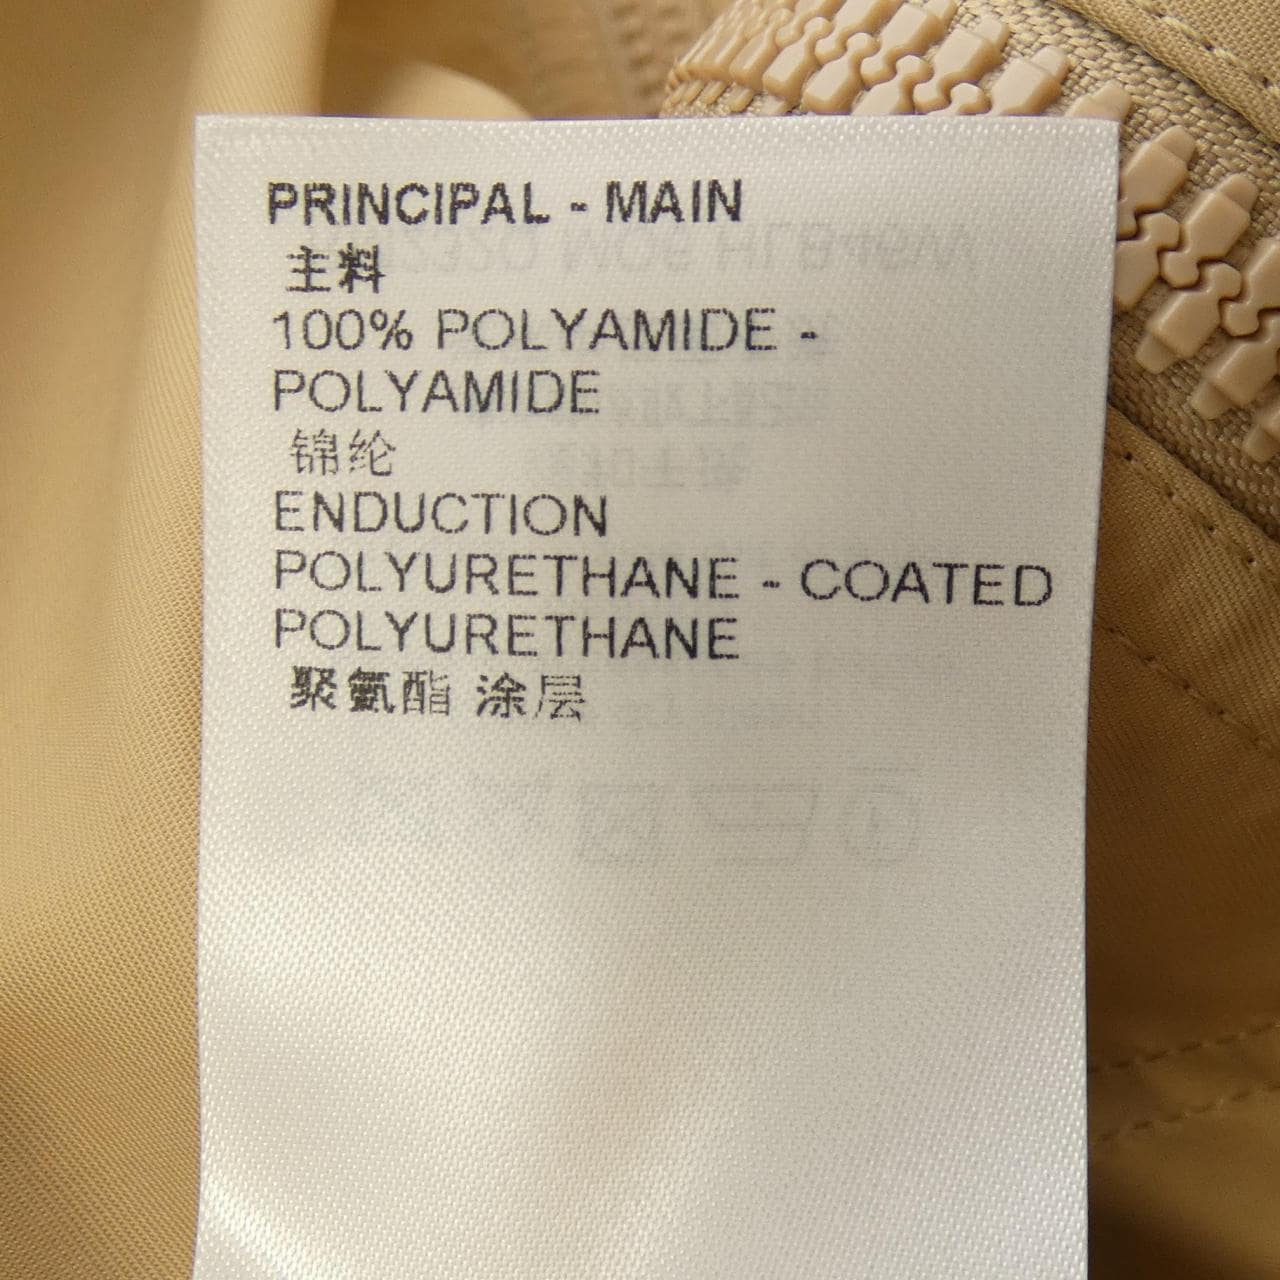 PRINCIPAL - MAIN
主料
100% POLYAMIDE -
POLYAMIDE
锦纶
ENDUCTION
POLYURETHANE - COATED
POLYURETHANE
聚氨酯 涂层